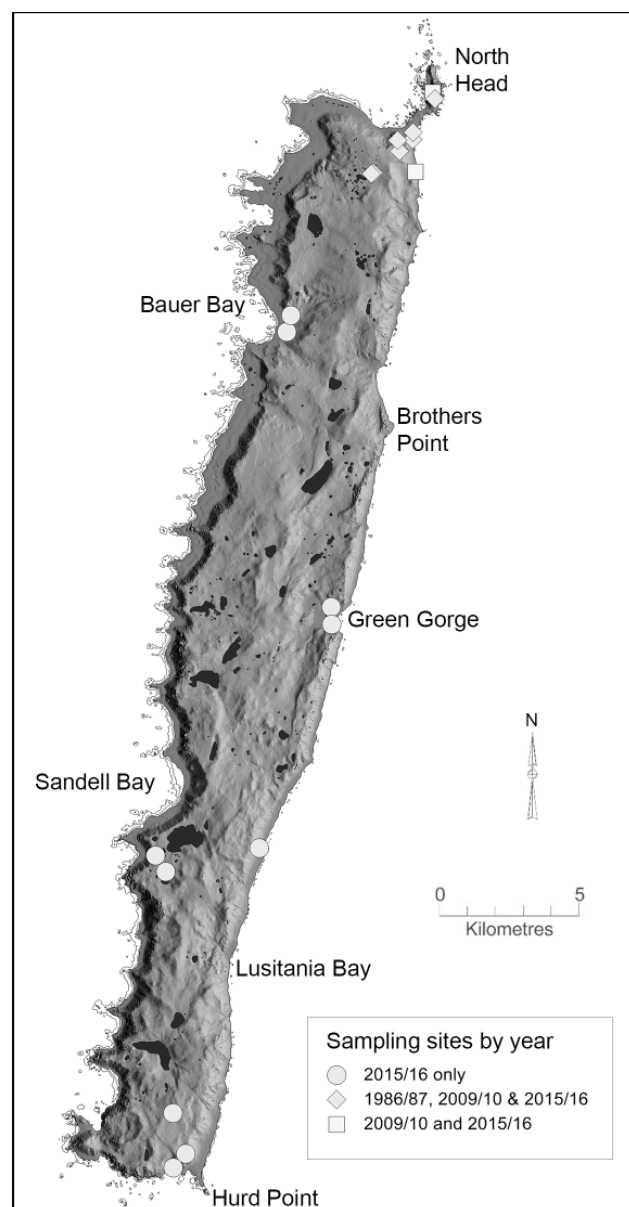 North
Head
Bauer Bay
Brothers
Point
Green Gorge
N
Sandell Bay
0 5
Kilometres
Lusitania Bay
Sampling sites by year
2015/16 only
1986/87, 2009/10 & 2015/16
2009/10 and 2015/16
Hurd Point